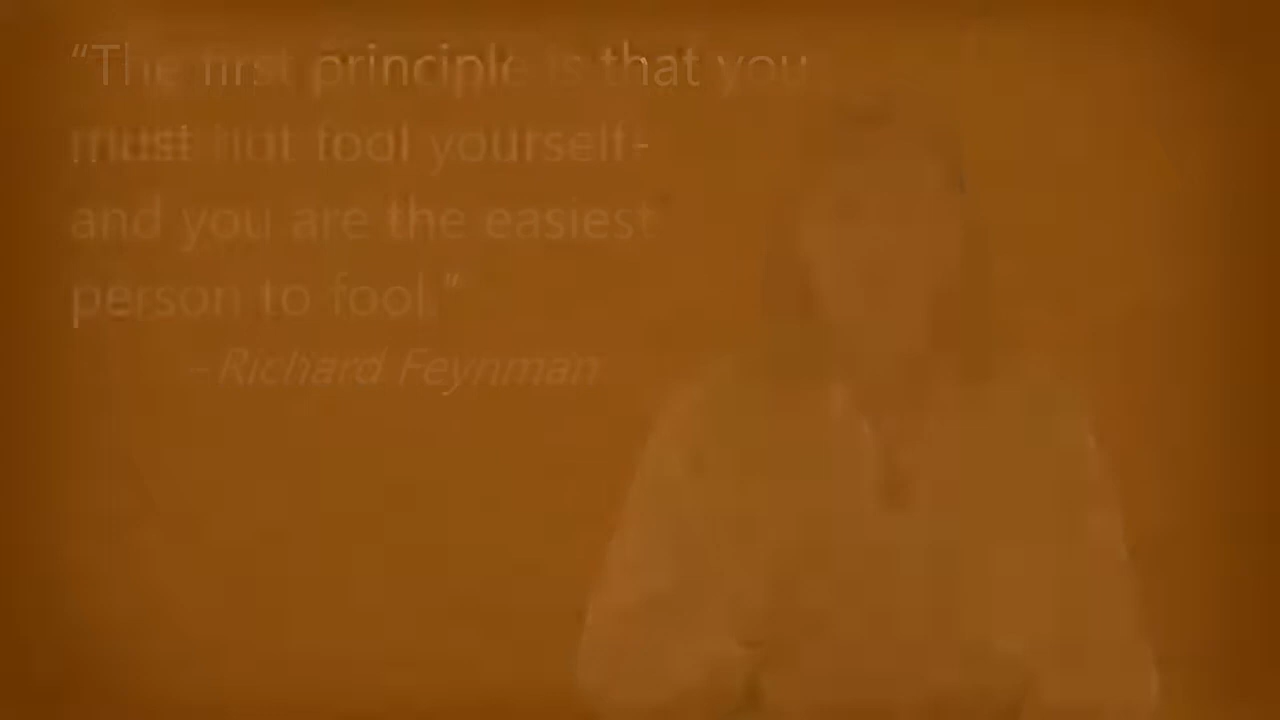 “The first principle is that you
must not fool yourself-
and you are the easiest
person to fool.”
-Richard Feynman